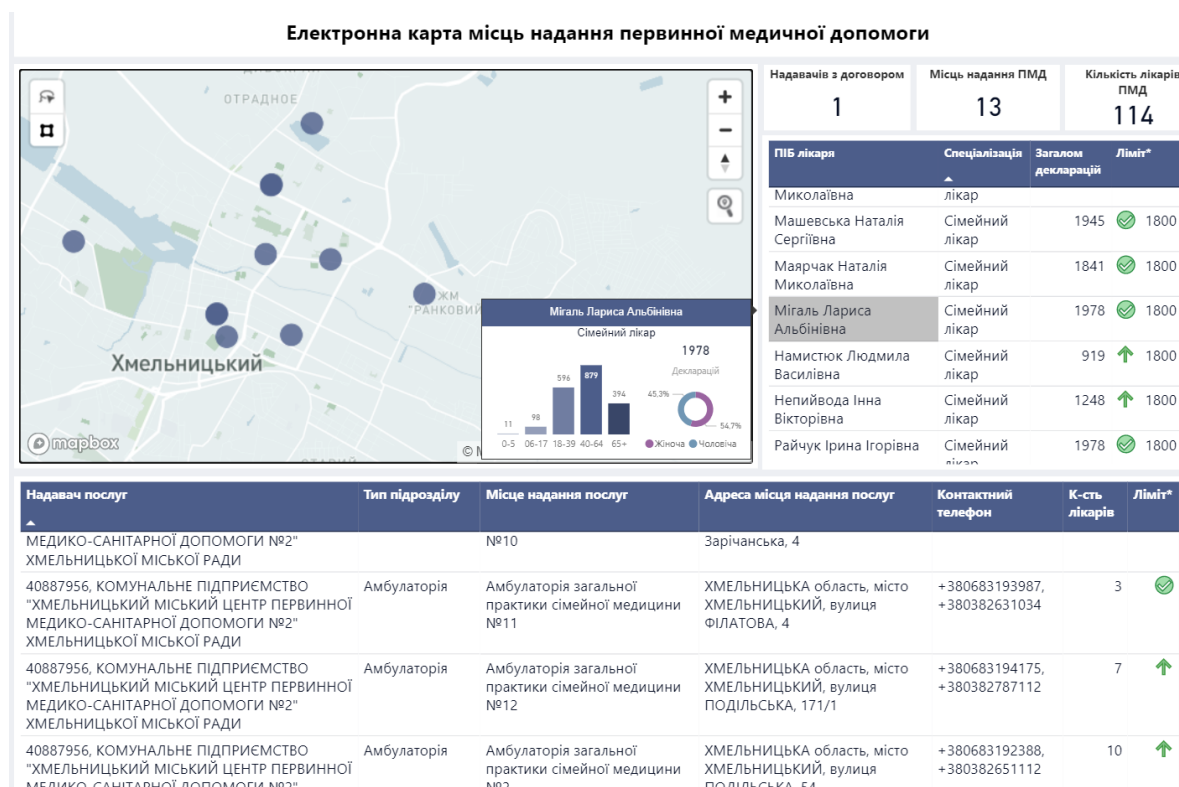 Електронна карта місць надання первинної медичної допомоги
ОТРАДНОЕ
ЖМ
"РАНКОВИЙ
Хмельницький
mapbox
©
Мігаль Лариса Альбінівна
Сімейний лікар
1978
Декларацій
11 98 596 879 394
0-5 06-17 18-39 40-64 65+
45,3%
54,7%
Жіноча Чоловіча
Надавачів з договором
1
Місць надання ПМД
13
Кількість лікарів
ПМД
114
ПІБ лікаря Спеціалізація Загалом Ліміт*
декларацій
Миколаївна лікар
Машевська Наталія Сімейний 1945 1800
Сергіївна лікар
Маярчак Наталія Сімейний 1841 1800
Миколаївна лікар
Мігаль Лариса Сімейний 1978 1800
Альбінівна лікар
Намистюк Людмила Сімейний 919 1800
Василівна лікар
Непийвода Інна Сімейний 1248 1800
Вікторівна лікар
Райчук Ірина Ігорівна Сімейний 1978 1800
лікар
Надавач послуг Тип підрозділу Місце надання послуг Адреса місця надання послуг Контактний К-сть Ліміт*
телефон лікарів
МЕДИКО-САНІТАРНОЇ ДОПОМОГИ №2" №10 Зарічанська, 4
ХМЕЛЬНИЦЬКОЇ МІСЬКОЇ РАДИ
40887956, КОМУНАЛЬНЕ ПІДПРИЄМСТВО Амбулаторія Амбулаторія загальної ХМЕЛЬНИЦЬКА область, місто +380683193987, 3
"ХМЕЛЬНИЦЬКИЙ МІСЬКИЙ ЦЕНТР ПЕРВИННОЇ практики сімейної медицини ХМЕЛЬНИЦЬКИЙ, вулиця +380382631034
МЕДИКО-САНІТАРНОЇ ДОПОМОГИ №2" №11 ФІЛАТОВА, 4
ХМЕЛЬНИЦЬКОЇ МІСЬКОЇ РАДИ
40887956, КОМУНАЛЬНЕ ПІДПРИЄМСТВО Амбулаторія Амбулаторія загальної ХМЕЛЬНИЦЬКА область, місто +380683194175, 7
"ХМЕЛЬНИЦЬКИЙ МІСЬКИЙ ЦЕНТР ПЕРВИННОЇ практики сімейної медицини ХМЕЛЬНИЦЬКИЙ, вулиця +380382787112
МЕДИКО-САНІТАРНОЇ ДОПОМОГИ №2" №12 ПОДІЛЬСЬКА, 171/1
ХМЕЛЬНИЦЬКОЇ МІСЬКОЇ РАДИ
40887956, КОМУНАЛЬНЕ ПІДПРИЄМСТВО Амбулаторія Амбулаторія загальної ХМЕЛЬНИЦЬКА область, місто +380683192388, 10
"ХМЕЛЬНИЦЬКИЙ МІСЬКИЙ ЦЕНТР ПЕРВИННОЇ практики сімейної медицини ХМЕЛЬНИЦЬКИЙ, вулиця +380382651112
МЕДИКО-САНІТАРНОЇ ДОПОМОГИ №2" №2 ПОДІЛЬСЬКА, 54